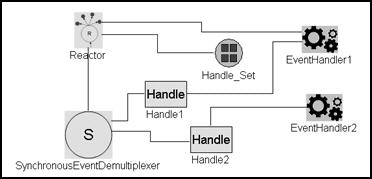 R
Reactor
Handle_Set
EventHandler1
Handle
Handle1
S
SynchronousEventDemultiplexer
Handle
Handle2
EventHandler2